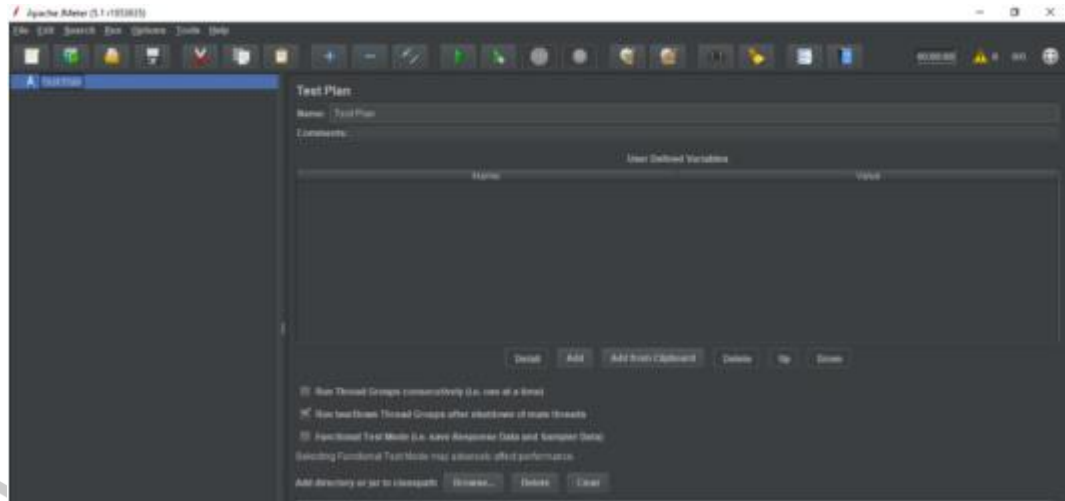 Apache JMeter (5.1 r1853635)
File Edit Search Run Options Tools Help
00:00:00 0 0/0
Test Plan
Test Plan
Name: Test Plan
Comments:
User Defined Variables
Name: Value
Detail Add Add from Clipboard Delete Up Down
Run Thread Groups consecutively (i.e. one at a time)
Run tearDown Thread Groups after shutdown of main threads
Functional Test Mode (i.e. save Response Data and Sampler Data)
Selecting Functional Test Mode may adversely affect performance.
Add directory or jar to classpath Browse... Delete Clear